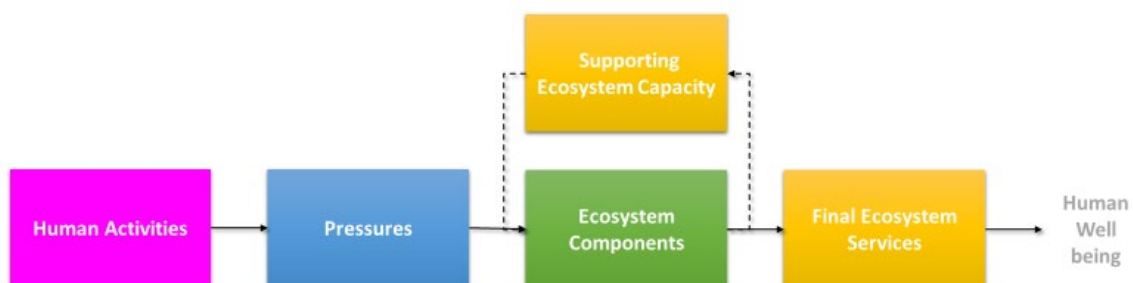 Supporting
Ecosystem Capacity
Human Activities
Pressures
Ecosystem
Components
Final Ecosystem
Services
Human
Well
being